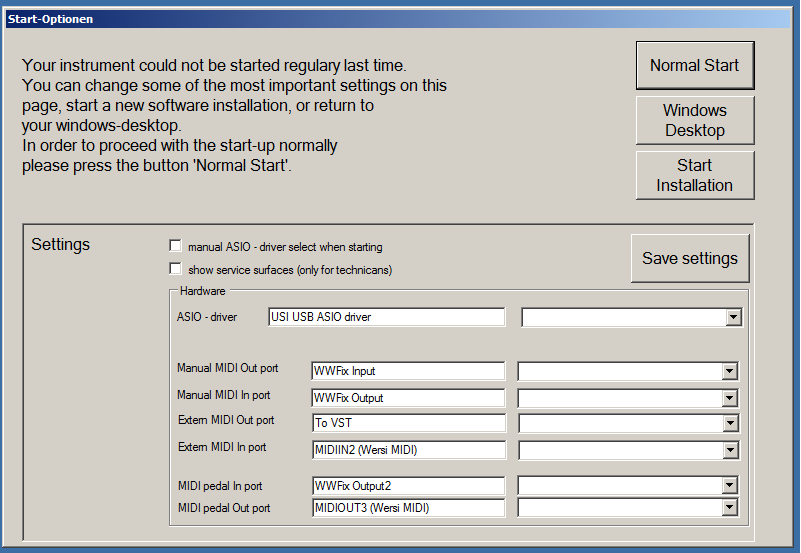 Start-Optionen
Your instrument could not be started regulary last time.
You can change some of the most important settings on this
page, start a new software installation, or return to
your windows-desktop.
In order to proceed with the start-up normally
please press the button 'Normal Start'.
Normal Start
Windows
Desktop
Start
Installation
Settings
manual ASIO - driver select when starting
show service surfaces (only for technicans)
Save settings
Hardware
ASIO - driver USI USB ASIO driver
Manual MIDI Out port WWFix Input
Manual MIDI In port WWFix Output
Extern MIDI Out port To VST
Extern MIDI In port MIDIIN2 (Wersi MIDI)
MIDI pedal In port WWFix Output2
MIDI pedal Out port MIDIOUT3 (Wersi MIDI)